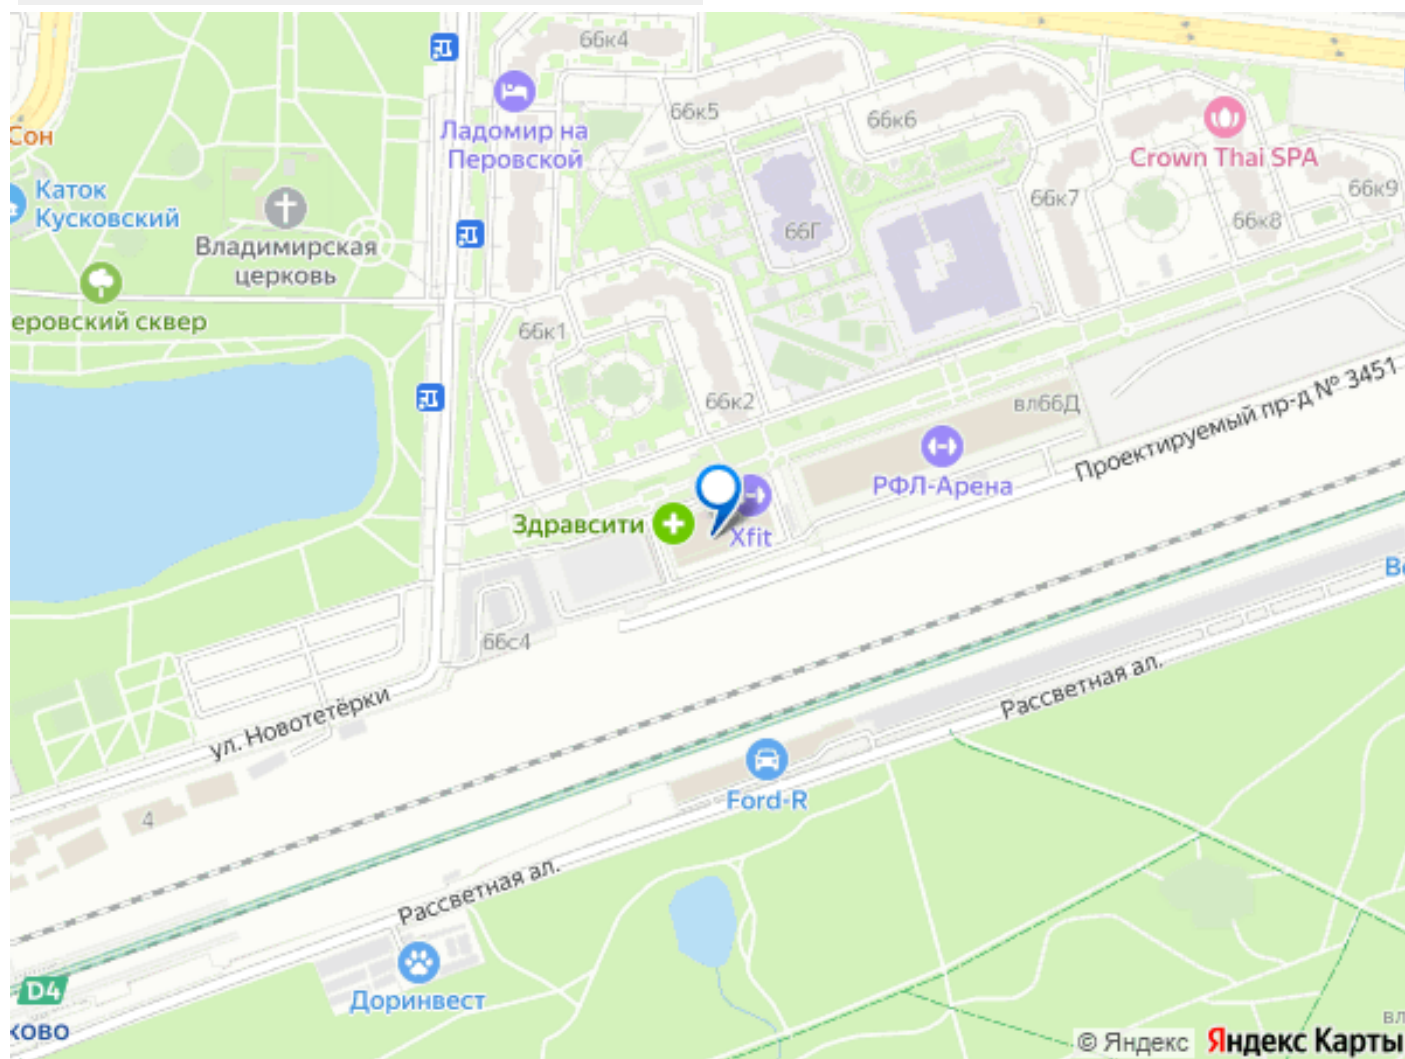 66к4
66к5
66к6
Сон
Ладомир на
Перовской
Crown Thai SPA
Каток
Кусковский
66к7
66к9
66Г
66к8
Владимирская
церковь
еровский сквер
66к1
66к2
вл66Д
Проектируемый пр-д № 3451
РФЛ-Арена
Здравсити
Xfit
66с4
ул. Новотетёрки
Рассветная ал.
Ford-R
4
Рассветная ал.
D4
Доринвест
хово
вл
© Яндекс Яндекс Карты